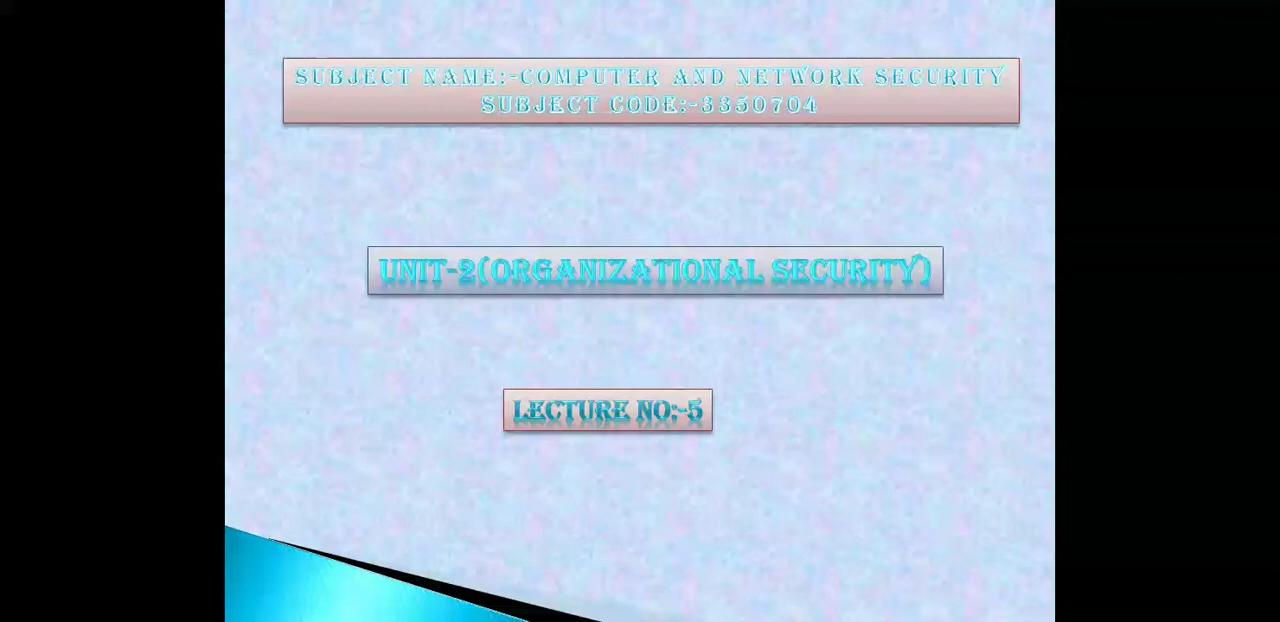 SUBJECT NAME:-COMPUTER AND NETWORK SECURITY
SUBJECT CODE:-3350704
UNIT-2(ORGANIZATIONAL SECURITY)
LECTURE NO:-5